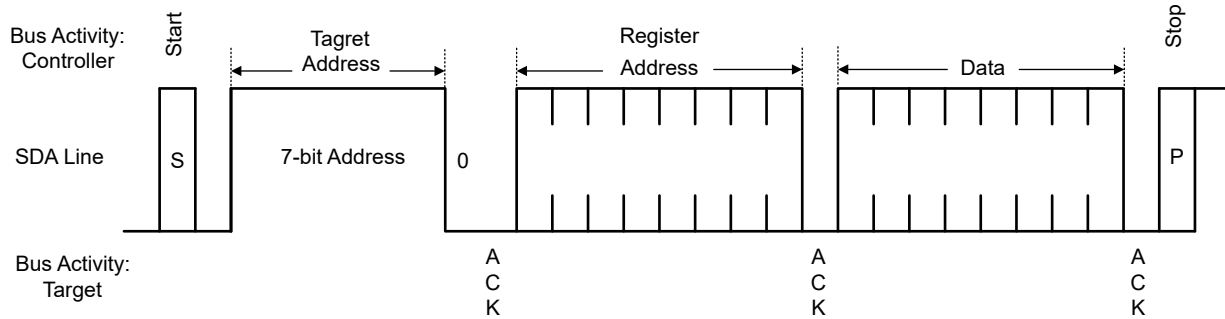 Bus Activity:
Controller
Start
Tagret
Address
Register
Address
Data
Stop
SDA Line
S
7-bit Address
0
P
Bus Activity:
Target
A
C
K
A
C
K
A
C
K